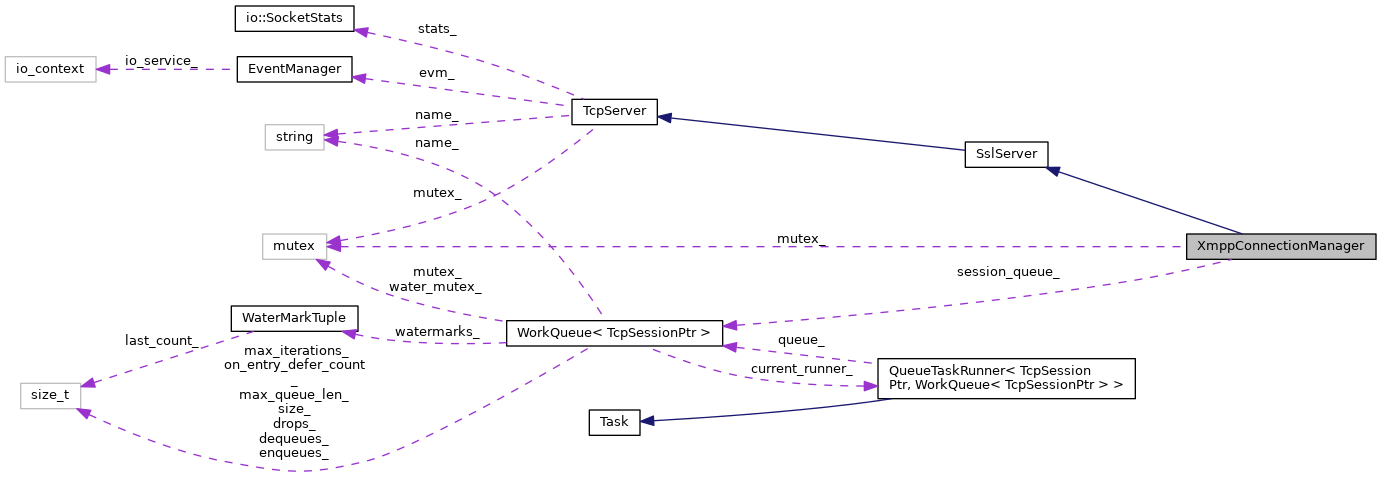 io::SocketStats
stats_
io_context
io_service_
EventManager
evm_
TcpServer
name_
string
name_
SslServer
mutex_
mutex
mutex_
XmppConnectionManager
mutex_
water_mutex_
session_queue_
WaterMarkTuple
watermarks_
WorkQueue< TcpSessionPtr >
last_count_
queue_
max_iterations_
on_entry_defer_count
_
max_queue_len_
size_
drops_
dequeues_
enqueues_
current_runner_
QueueTaskRunner< TcpSession
Ptr, WorkQueue< TcpSessionPtr > >
size_t
Task